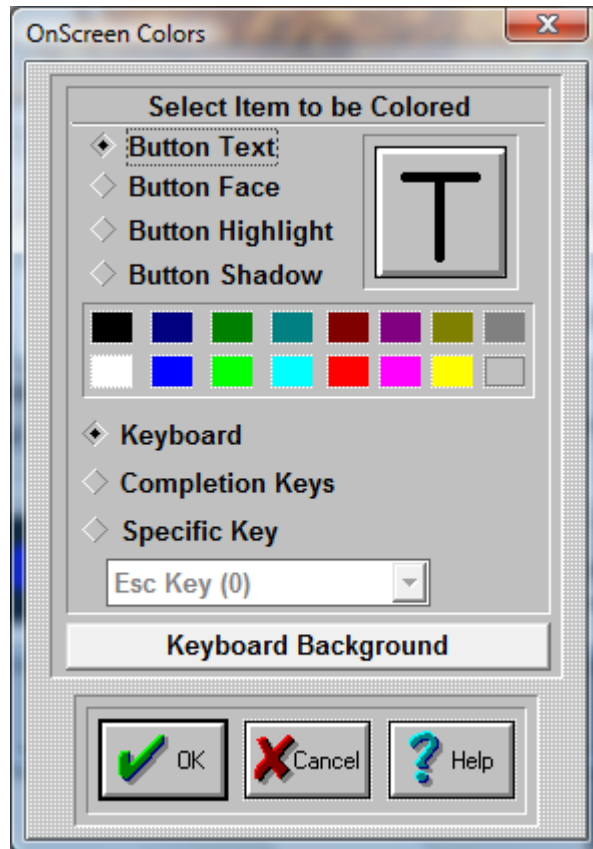 OnScreen Colors
Select Item to be Colored
Button Text
Button Face
Button Highlight
Button Shadow
T
Keyboard
Completion Keys
Specific Key
Esc Key (0)
Keyboard Background
OK Cancel Help